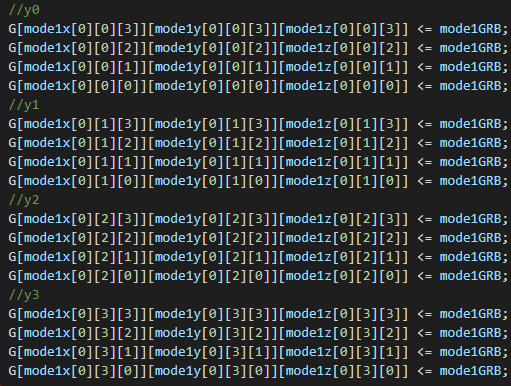 //y0
G[mode1x[0][0][3]][mode1y[0][0][3]][mode1z[0][0][3]] <= mode1GRB;
G[mode1x[0][0][2]][mode1y[0][0][2]][mode1z[0][0][2]] <= mode1GRB;
G[mode1x[0][0][1]][mode1y[0][0][1]][mode1z[0][0][1]] <= mode1GRB;
G[mode1x[0][0][0]][mode1y[0][0][0]][mode1z[0][0][0]] <= mode1GRB;
//y1
G[mode1x[0][1][3]][mode1y[0][1][3]][mode1z[0][1][3]] <= mode1GRB;
G[mode1x[0][1][2]][mode1y[0][1][2]][mode1z[0][1][2]] <= mode1GRB;
G[mode1x[0][1][1]][mode1y[0][1][1]][mode1z[0][1][1]] <= mode1GRB;
G[mode1x[0][1][0]][mode1y[0][1][0]][mode1z[0][1][0]] <= mode1GRB;
//y2
G[mode1x[0][2][3]][mode1y[0][2][3]][mode1z[0][2][3]] <= mode1GRB;
G[mode1x[0][2][2]][mode1y[0][2][2]][mode1z[0][2][2]] <= mode1GRB;
G[mode1x[0][2][1]][mode1y[0][2][1]][mode1z[0][2][1]] <= mode1GRB;
G[mode1x[0][2][0]][mode1y[0][2][0]][mode1z[0][2][0]] <= mode1GRB;
//y3
G[mode1x[0][3][3]][mode1y[0][3][3]][mode1z[0][3][3]] <= mode1GRB;
G[mode1x[0][3][2]][mode1y[0][3][2]][mode1z[0][3][2]] <= mode1GRB;
G[mode1x[0][3][1]][mode1y[0][3][1]][mode1z[0][3][1]] <= mode1GRB;
G[mode1x[0][3][0]][mode1y[0][3][0]][mode1z[0][3][0]] <= mode1GRB;